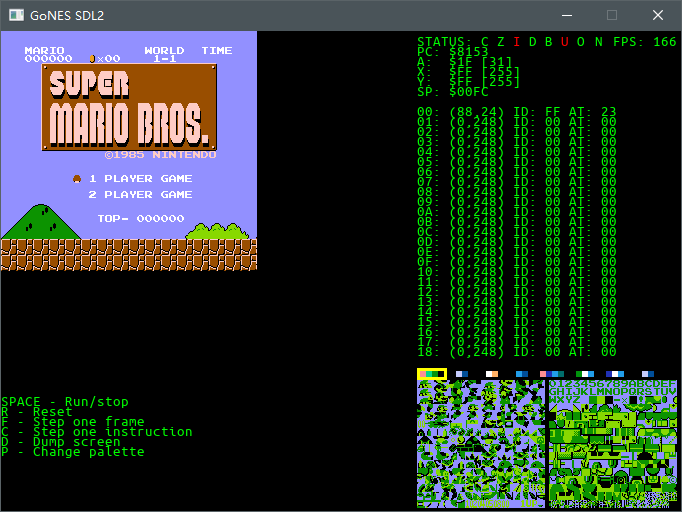 GoNES SDL2
MARIO WORLD TIME
000000 ×00 1-1
SUPER
MARIO BROS.
©1985 NINTENDO
1 PLAYER GAME
2 PLAYER GAME
TOP- 000000
STATUS: C Z I D B U O N FPS: 166
PC: $8153
A: $1F [31]
X: $FF [255]
Y: $FF [255]
SP: $00FC
00: (88,24) ID: FF AT: 23
01: (0,248) ID: 00 AT: 00
02: (0,248) ID: 00 AT: 00
03: (0,248) ID: 00 AT: 00
04: (0,248) ID: 00 AT: 00
05: (0,248) ID: 00 AT: 00
06: (0,248) ID: 00 AT: 00
07: (0,248) ID: 00 AT: 00
08: (0,248) ID: 00 AT: 00
09: (0,248) ID: 00 AT: 00
0A: (0,248) ID: 00 AT: 00
0B: (0,248) ID: 00 AT: 00
0C: (0,248) ID: 00 AT: 00
0D: (0,248) ID: 00 AT: 00
0E: (0,248) ID: 00 AT: 00
0F: (0,248) ID: 00 AT: 00
10: (0,248) ID: 00 AT: 00
11: (0,248) ID: 00 AT: 00
12: (0,248) ID: 00 AT: 00
13: (0,248) ID: 00 AT: 00
14: (0,248) ID: 00 AT: 00
15: (0,248) ID: 00 AT: 00
16: (0,248) ID: 00 AT: 00
17: (0,248) ID: 00 AT: 00
18: (0,248) ID: 00 AT: 00
SPACE - Run/stop
R - Reset
F - Step one frame
C - Step one instruction
D - Dump screen
P - Change palette
0123456789ABCDEF
GHIJKLMNOPQRSTUV
WXYZ